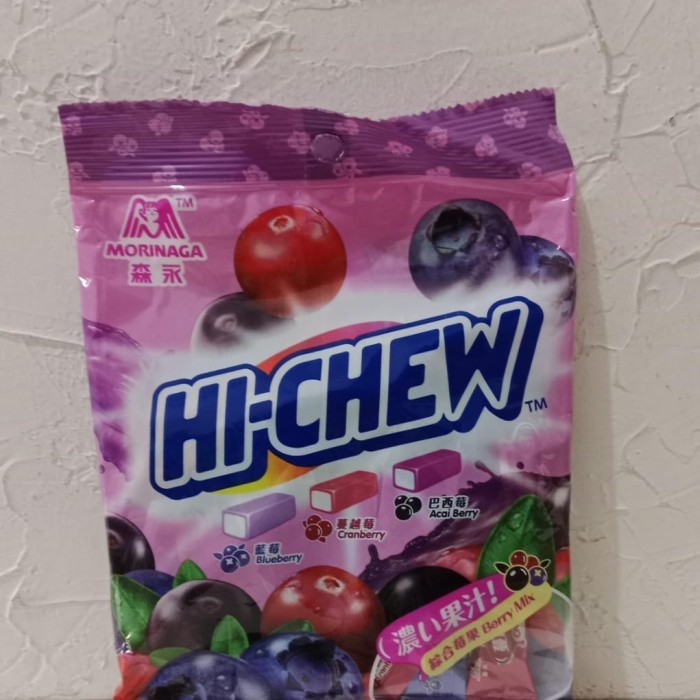 TM
MORINAGA
森永
HI-CHEW TM
巴西莓
Acai Berry
蔓越莓
Cranberry
藍莓
Blueberry
濃い果汁!
綜合莓果 Berry Mix